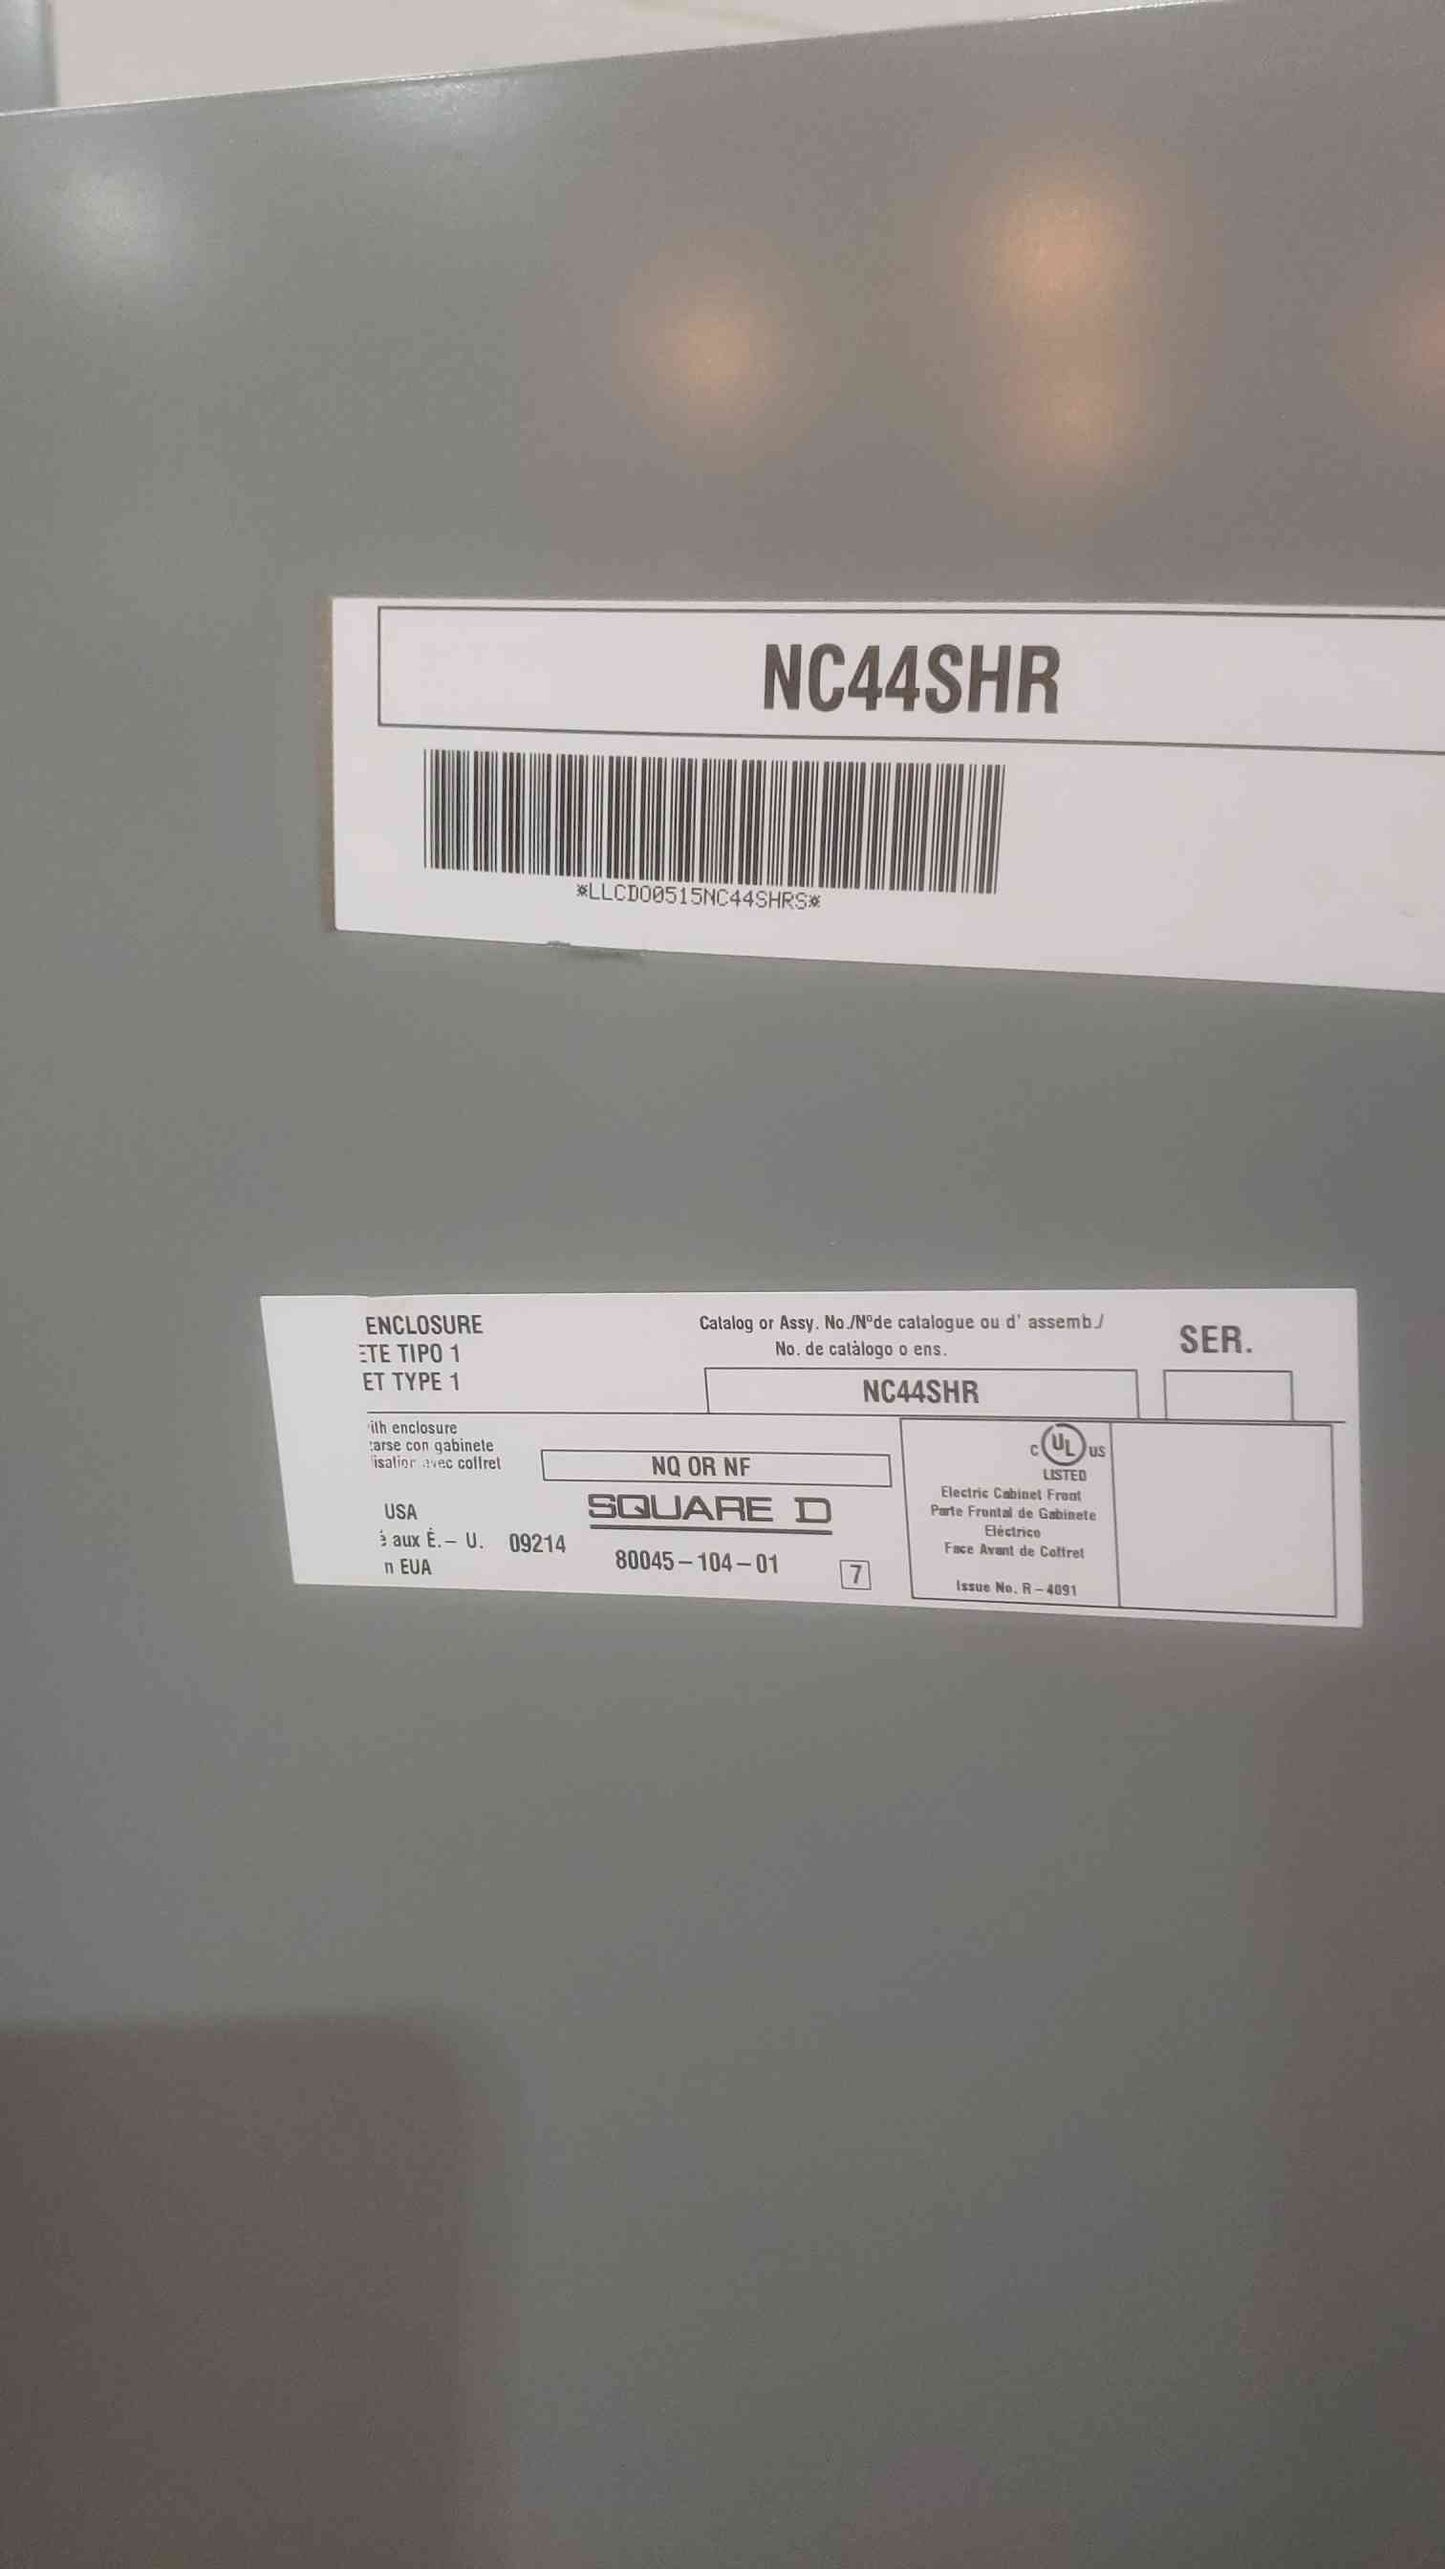 NC44SHR
*LLCD00515NC44SHRS*
ENCLOSURE
ETE TIPO 1
ET TYPE 1
Catalog or Assy. No./Nºde catalogue ou d' assemb./
No. de catàlogo o ens.
SER.
NC44SHR
ith enclosure
arse con gabinete
isation avec coffret
NQ OR NF
SQUARE D
80045-104-01
7
USA
aux É.- U. 09214
n EUA
C UL US
LISTED
Electric Cabinet Front
Parte Frontal de Gabinete
Eléctrico
Face Avant de Coffret
Issue No. R-4091